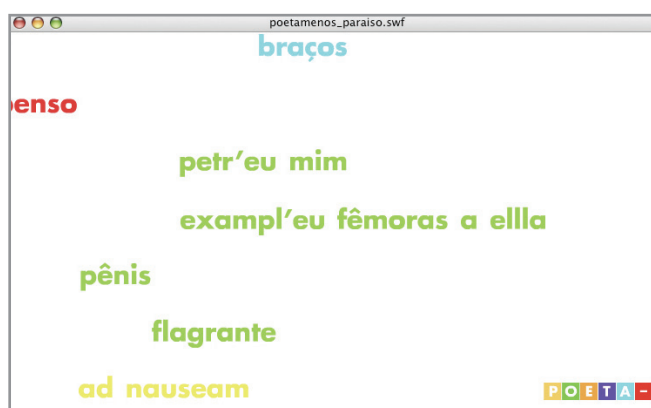 poetamenos_paraiso.swf
braços
enso
petr'eu mim
exampl'eu fêmoras a ellla
pênis
flagrante
ad nauseam
POETA-